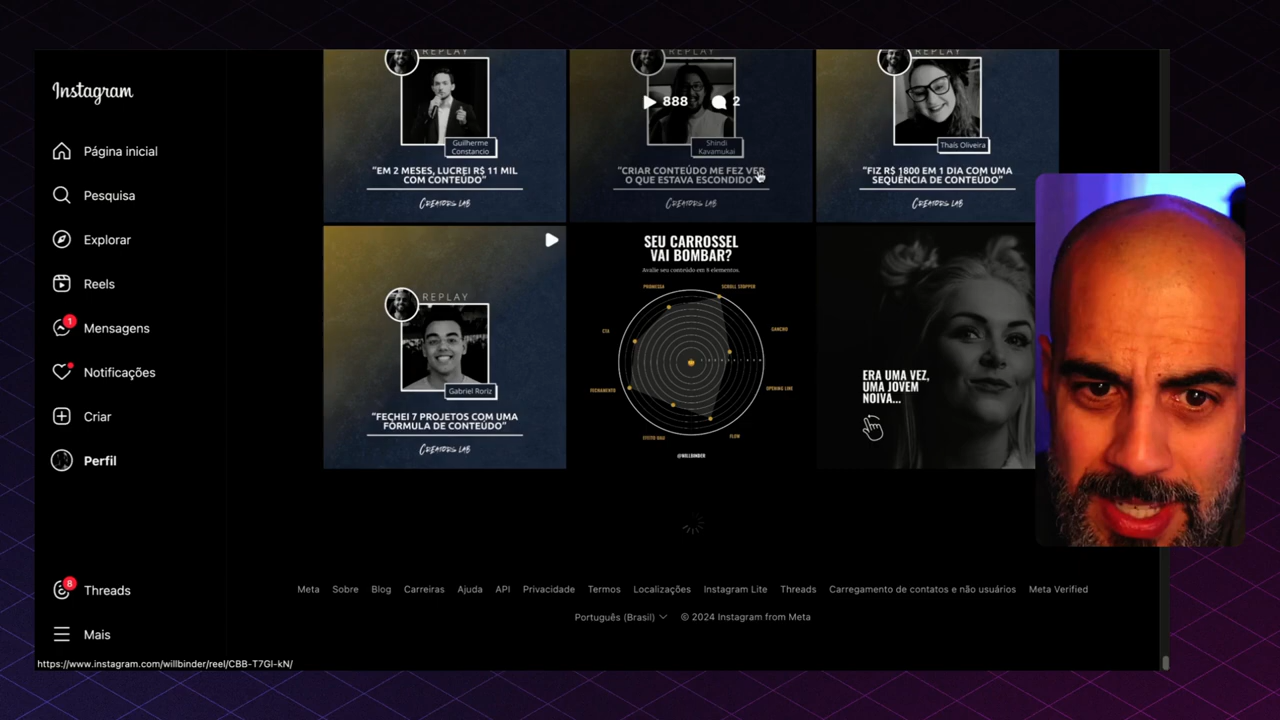 Instagram
Página inicial
Pesquisa
Explorar
Reels
1
Mensagens
Notificações
Criar
Perfil
8
Threads
Mais
REPLAY
Guilherme
Constancio
“EM 2 MESES, LUCREI R$ 11 MIL
COM CONTEÚDO”
CREATORS LAB
REPLAY
888 2
Shindi
Kavamukai
“CRIAR CONTEÚDO ME FEZ VER
O QUE ESTAVA ESCONDIDO”
CREATORS LAB
REPLAY
Thaís Oliveira
“FIZ R$ 1800 EM 1 DIA COM UMA
SEQUÊNCIA DE CONTEÚDO”
CREATORS LAB
REPLAY
Gabriel Roriz
“FECHEI 7 PROJETOS COM UMA
FÓRMULA DE CONTEÚDO”
CREATORS LAB
SEU CARROSSEL
VAI BOMBAR?
Avalie seu conteúdo em 8 elementos.
PROMESSA
SCROLL STOPPER
CTA
GANCHO
FECHAMENTO
OPENING LINE
EFEITO UAU
FLOW
@WILLBINDER
ERA UMA VEZ,
UMA JOVEM
NOIVA...
Meta Sobre Blog Carreiras Ajuda API Privacidade Termos Localizações Instagram Lite Threads Carregamento de contatos e não usuários Meta Verified
Português (Brasil) © 2024 Instagram from Meta
https://www.instagram.com/willbinder/reel/CBB-T7Gl-kN/